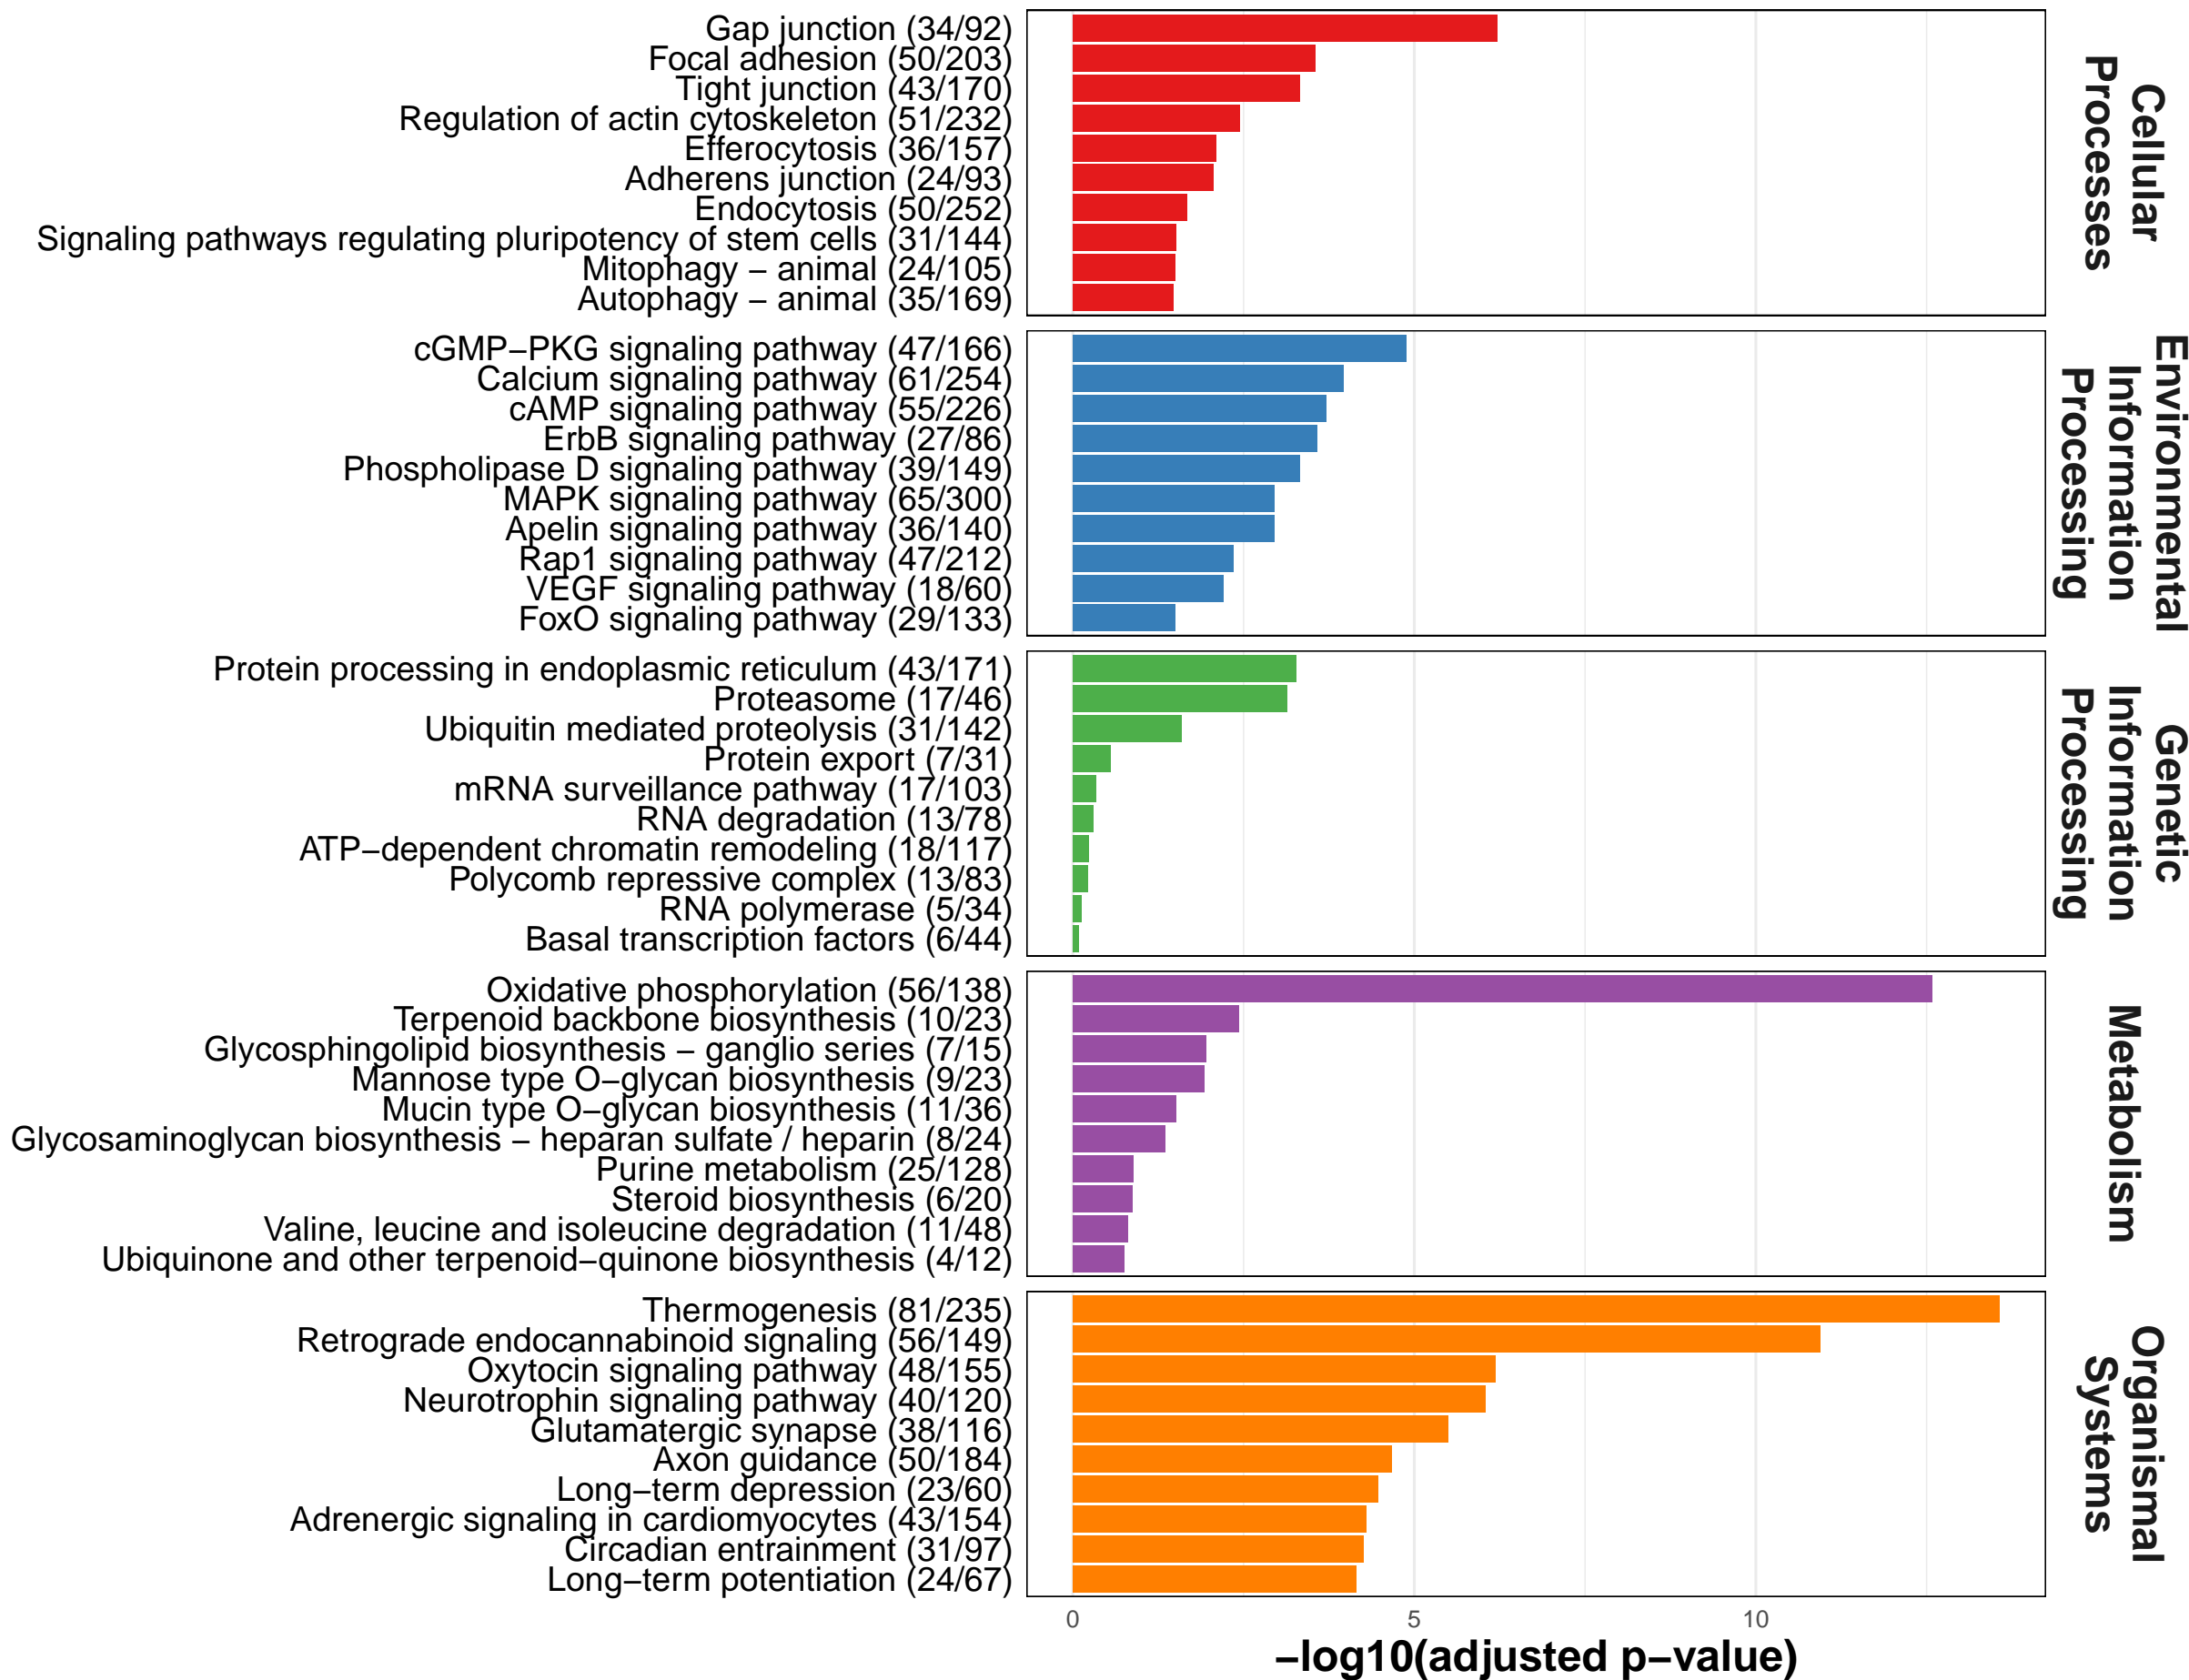 Gap junction (34/92)
Focal adhesion (50/203)
Tight junction (43/170)
Regulation of actin cytoskeleton (51/232)
Efferocytosis (36/157)
Adherens junction (24/93)
Endocytosis (50/252)
Signaling pathways regulating pluripotency of stem cells (31/144)
Mitophagy − animal (24/105)
Autophagy − animal (35/169)
Cellular
Processes
cGMP−PKG signaling pathway (47/166)
Calcium signaling pathway (61/254)
cAMP signaling pathway (55/226)
ErbB signaling pathway (27/86)
Phospholipase D signaling pathway (39/149)
MAPK signaling pathway (65/300)
Apelin signaling pathway (36/140)
Rap1 signaling pathway (47/212)
VEGF signaling pathway (18/60)
FoxO signaling pathway (29/133)
Environmental
Information
Processing
Protein processing in endoplasmic reticulum (43/171)
Proteasome (17/46)
Ubiquitin mediated proteolysis (31/142)
Protein export (7/31)
mRNA surveillance pathway (17/103)
RNA degradation (13/78)
ATP−dependent chromatin remodeling (18/117)
Polycomb repressive complex (13/83)
RNA polymerase (5/34)
Basal transcription factors (6/44)
Genetic
Information
Processing
Oxidative phosphorylation (56/138)
Terpenoid backbone biosynthesis (10/23)
Glycosphingolipid biosynthesis − ganglio series (7/15)
Mannose type O−glycan biosynthesis (9/23)
Mucin type O−glycan biosynthesis (11/36)
Glycosaminoglycan biosynthesis − heparan sulfate / heparin (8/24)
Purine metabolism (25/128)
Steroid biosynthesis (6/20)
Valine, leucine and isoleucine degradation (11/48)
Ubiquinone and other terpenoid−quinone biosynthesis (4/12)
Metabolism
Thermogenesis (81/235)
Retrograde endocannabinoid signaling (56/149)
Oxytocin signaling pathway (48/155)
Neurotrophin signaling pathway (40/120)
Glutamatergic synapse (38/116)
Axon guidance (50/184)
Long−term depression (23/60)
Adrenergic signaling in cardiomyocytes (43/154)
Circadian entrainment (31/97)
Long−term potentiation (24/67)
Organismal
Systems
0 5 10
−log10(adjusted p−value)